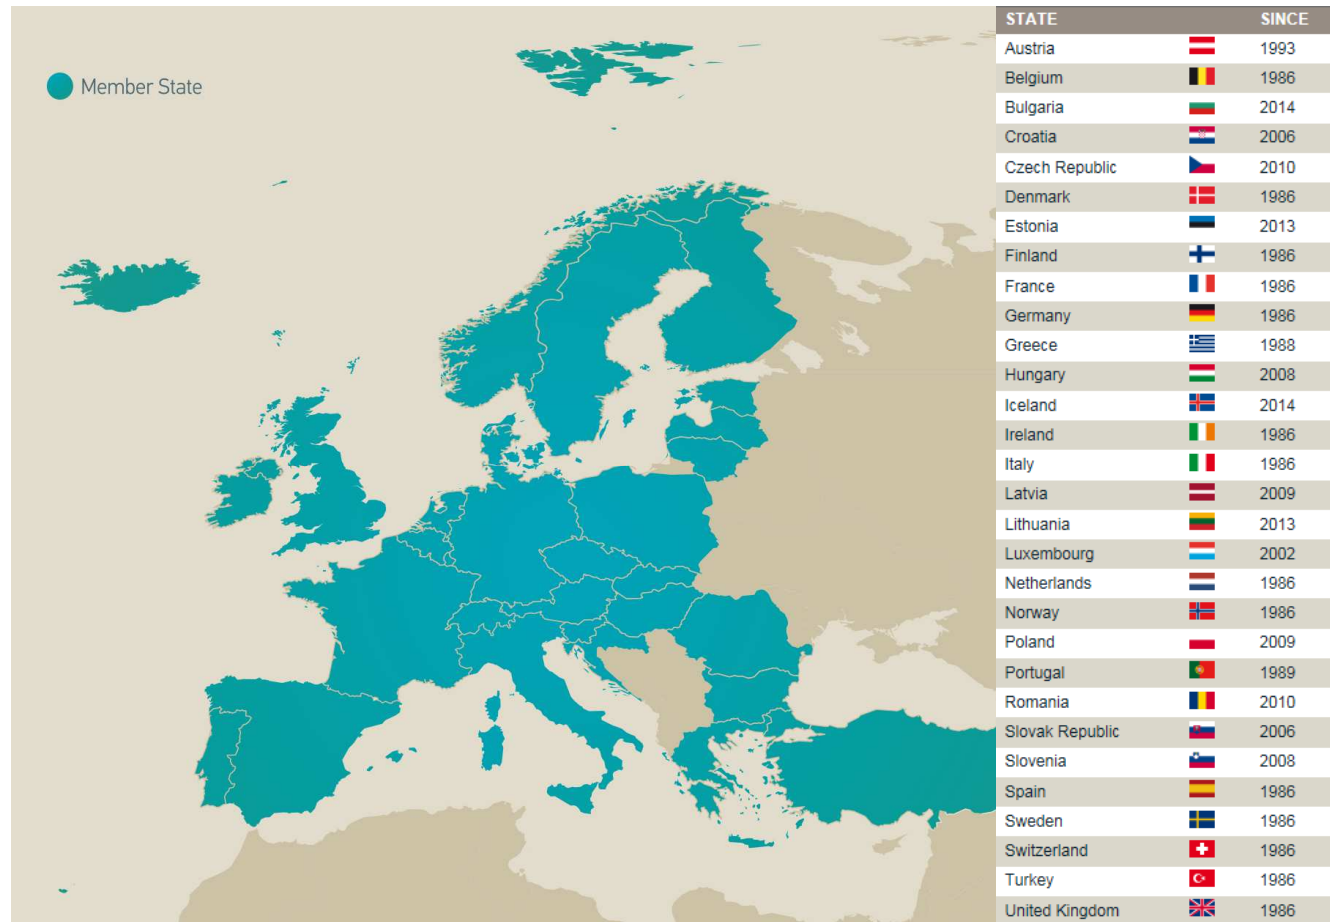 Member State
STATE SINCE
Austria 1993
Belgium 1986
Bulgaria 2014
Croatia 2006
Czech Republic 2010
Denmark 1986
Estonia 2013
Finland 1986
France 1986
Germany 1986
Greece 1988
Hungary 2008
Iceland 2014
Ireland 1986
Italy 1986
Latvia 2009
Lithuania 2013
Luxembourg 2002
Netherlands 1986
Norway 1986
Poland 2009
Portugal 1989
Romania 2010
Slovak Republic 2006
Slovenia 2008
Spain 1986
Sweden 1986
Switzerland 1986
Turkey 1986
United Kingdom 1986